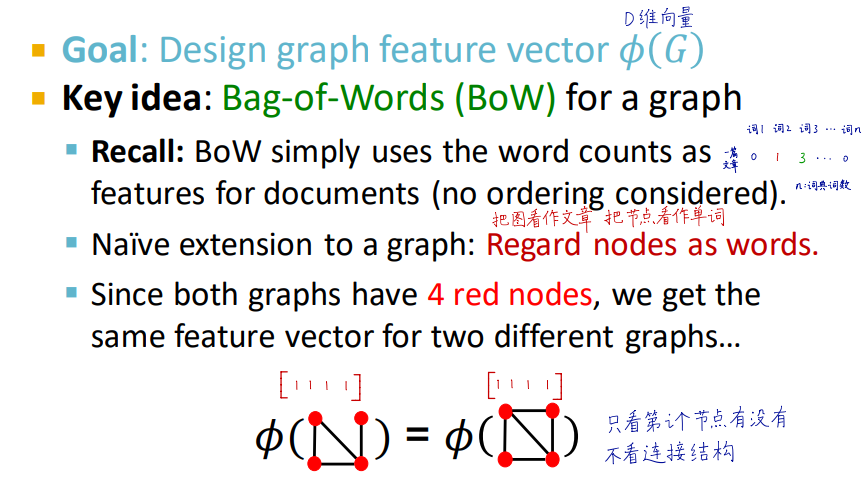 D维向量
Goal: Design graph feature vector ϕ(G)
Key idea: Bag-of-Words (BoW) for a graph
词1 词2 词3 … 词n
Recall: BoW simply uses the word counts as
一篇文章 0 1 3 … 0
features for documents (no ordering considered).
n:词典词数
把图看作文章 把节点看作单词
Naïve extension to a graph: Regard nodes as words.
Since both graphs have 4 red nodes, we get the
same feature vector for two different graphs…
[1 1 1 1] [1 1 1 1]
ϕ( ) = ϕ( )
只看第个节点有没有
不看连接结构